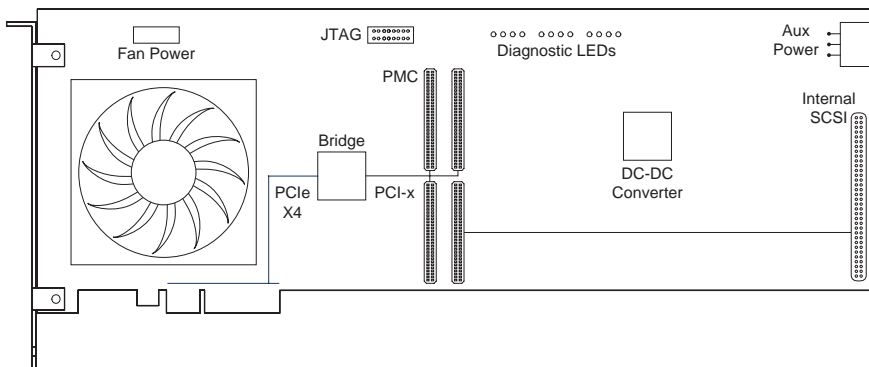 Fan Power
JTAG
Diagnostic LEDs
Aux
Power
PMC
Internal
SCSI
Bridge
DC-DC
Converter
PCIe
X4
PCI-x